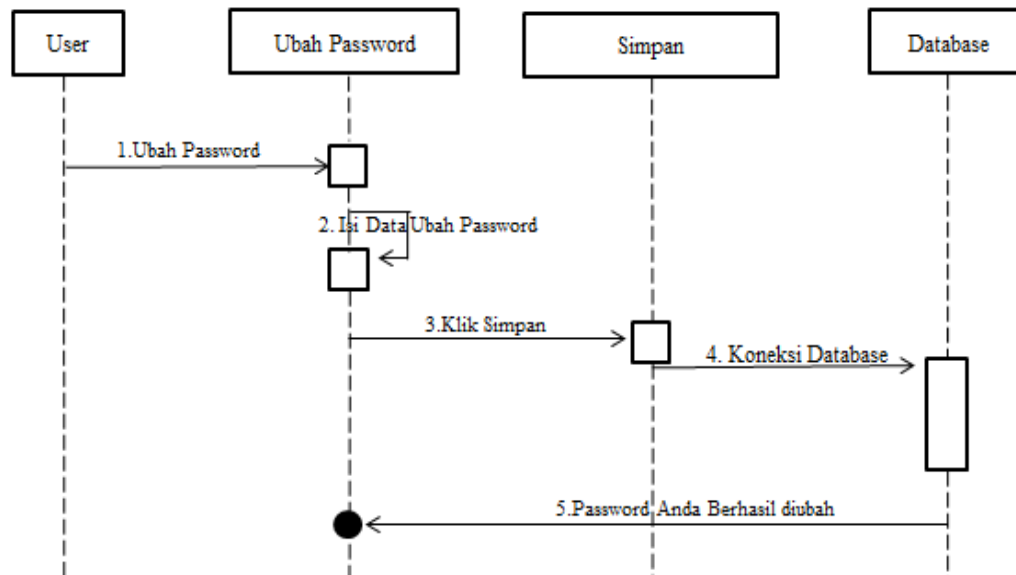 User
Ubah Password
Simpan
Database
1.Ubah Password
2. Isi Data Ubah Password
3.Klik Simpan
4. Koneksi Database
5.Password Anda Berhasil diubah